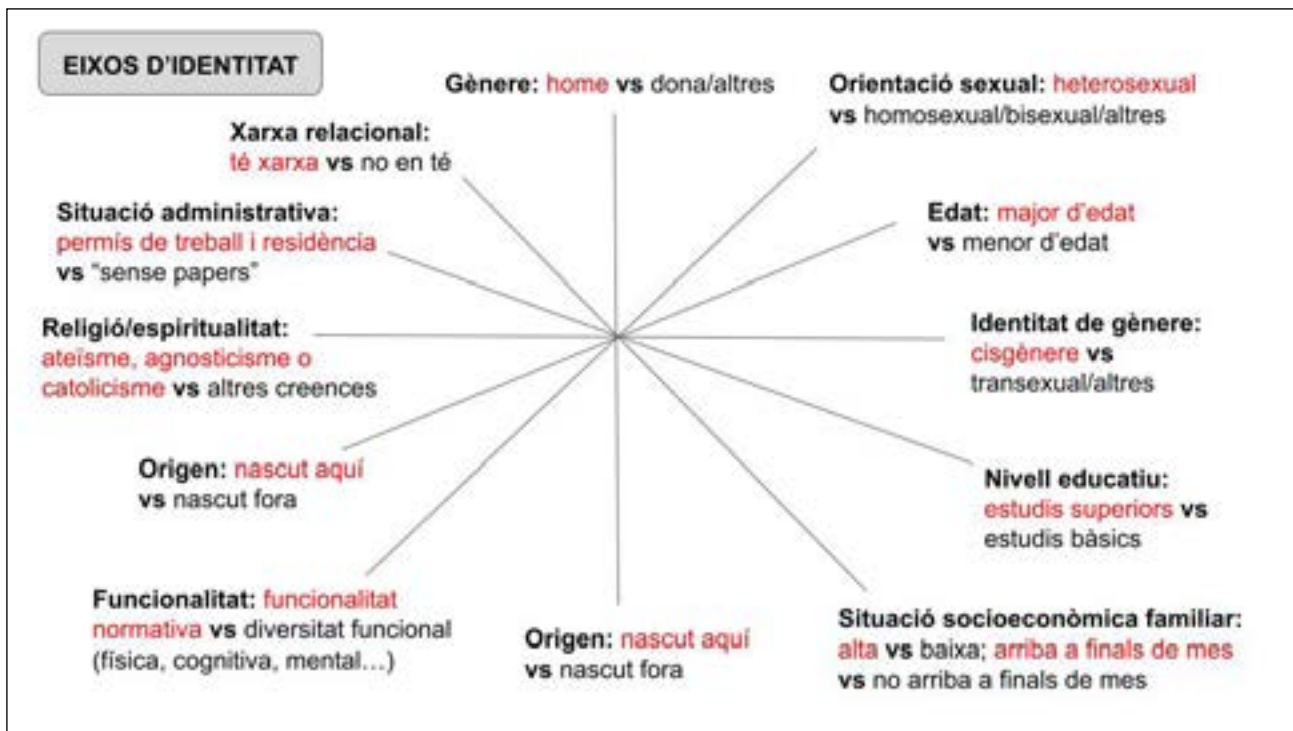 EIXOS D'IDENTITAT
Gènere: home vs dona/altres
Orientació sexual: heterosexual
vs homosexual/bisexual/altres
Xarxa relacional:
té xarxa vs no en té
Situació administrativa:
permís de treball i residència
vs “sense papers”
Edat: major d'edat
vs menor d'edat
Religió/espiritualitat:
ateïsme, agnosticisme o
catolicisme vs altres creences
Identitat de gènere:
cisgènere vs
transexual/altres
Origen: nascut aquí
vs nascut fora
Nivell educatiu:
estudis superiors vs
estudis bàsics
Funcionalitat: funcionalitat
normativa vs diversitat funcional
(física, cognitiva, mental…)
Origen: nascut aquí
vs nascut fora
Situació socioeconòmica familiar:
alta vs baixa; arriba a finals de mes
vs no arriba a finals de mes